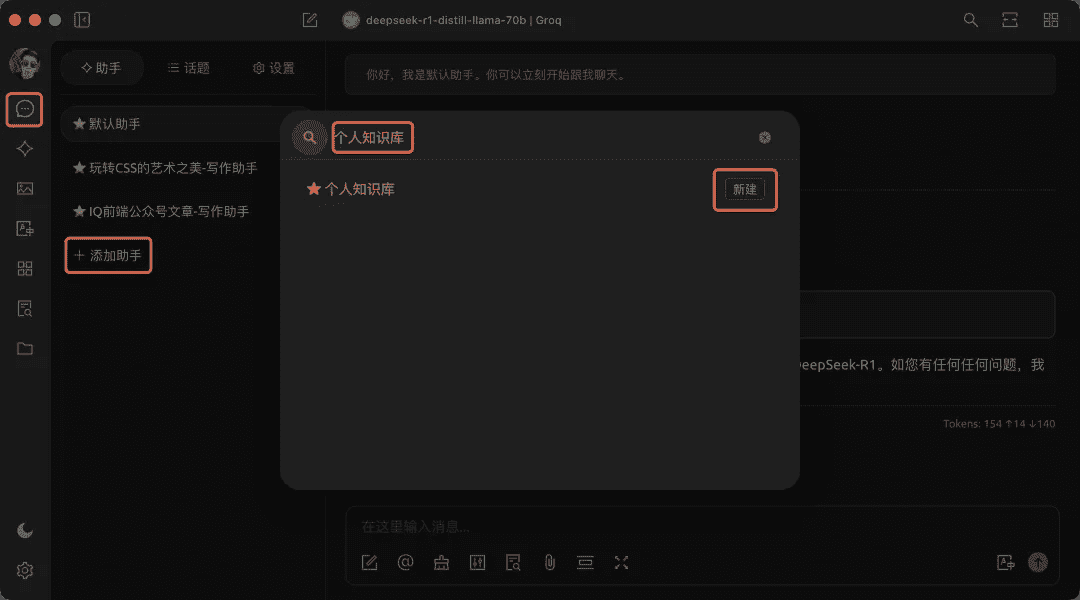 deepseek-r1-distill-llama-70b | Groq
助手
话题
设置
你好，我是默认助手。你可以立刻开始跟我聊天。
默认助手
玩转CSS的艺术之美-写作助手
IQ前端公众号文章-写作助手
添加助手
个人知识库
个人知识库
新建
DeepSeek-R1。如您有任何任何问题，我
Tokens: 154 ↑14 ↓140
在这里输入消息...